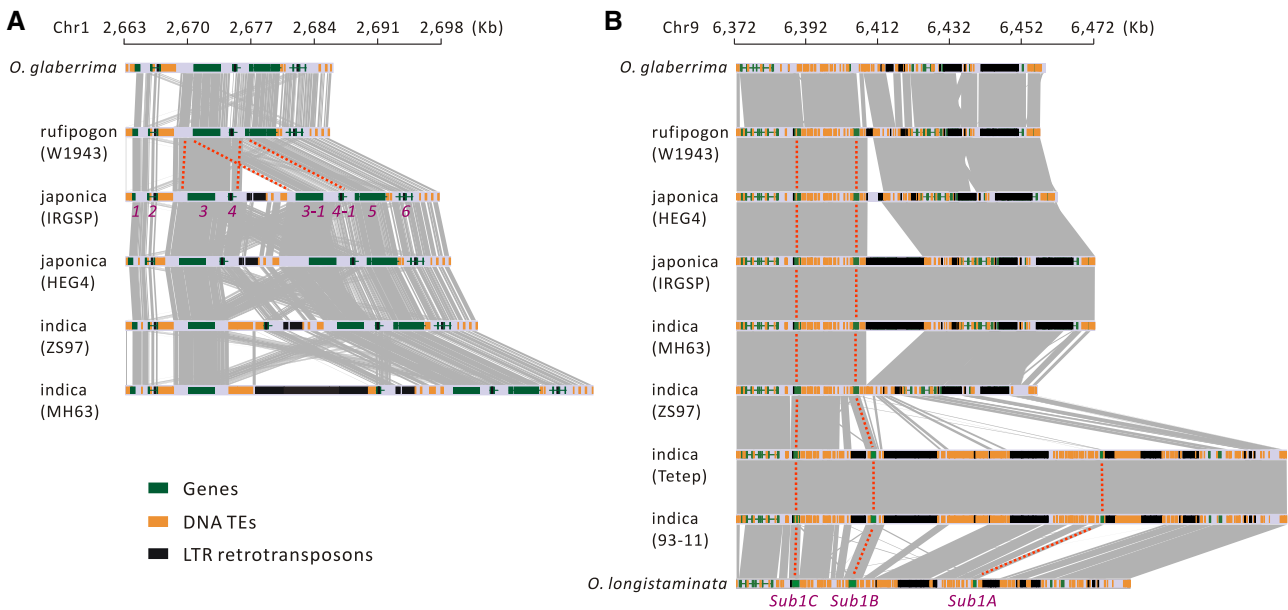 A
Chr1 2,663 2,670 2,677 2,684 2,691 2,698 (Kb)
O. glaberrima
rufipogon
(W1943)
japonica
(IRGSP)
1 2 3 4 3-1 4-1 5 6
japonica
(HEG4)
indica
(ZS97)
indica
(MH63)
Genes
DNA TEs
LTR retrotransposons
B
Chr9 6,372 6,392 6,412 6,432 6,452 6,472 (Kb)
O. glaberrima
rufipogon
(W1943)
japonica
(HEG4)
japonica
(IRGSP)
indica
(MH63)
indica
(ZS97)
indica
(Tetep)
indica
(93-11)
O. longistaminata
Sub1C Sub1B Sub1A